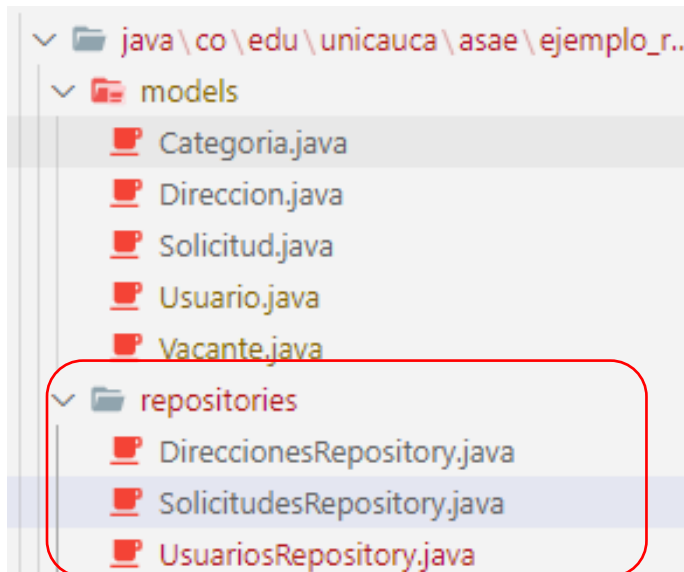 java\co\edu\unicauca\asae\ejemplo_r..
models
Categoria.java
Direccion.java
Solicitud.java
Usuario.java
Vacante.java
repositories
DireccionesRepository.java
SolicitudesRepository.java
UsuariosRepository.java